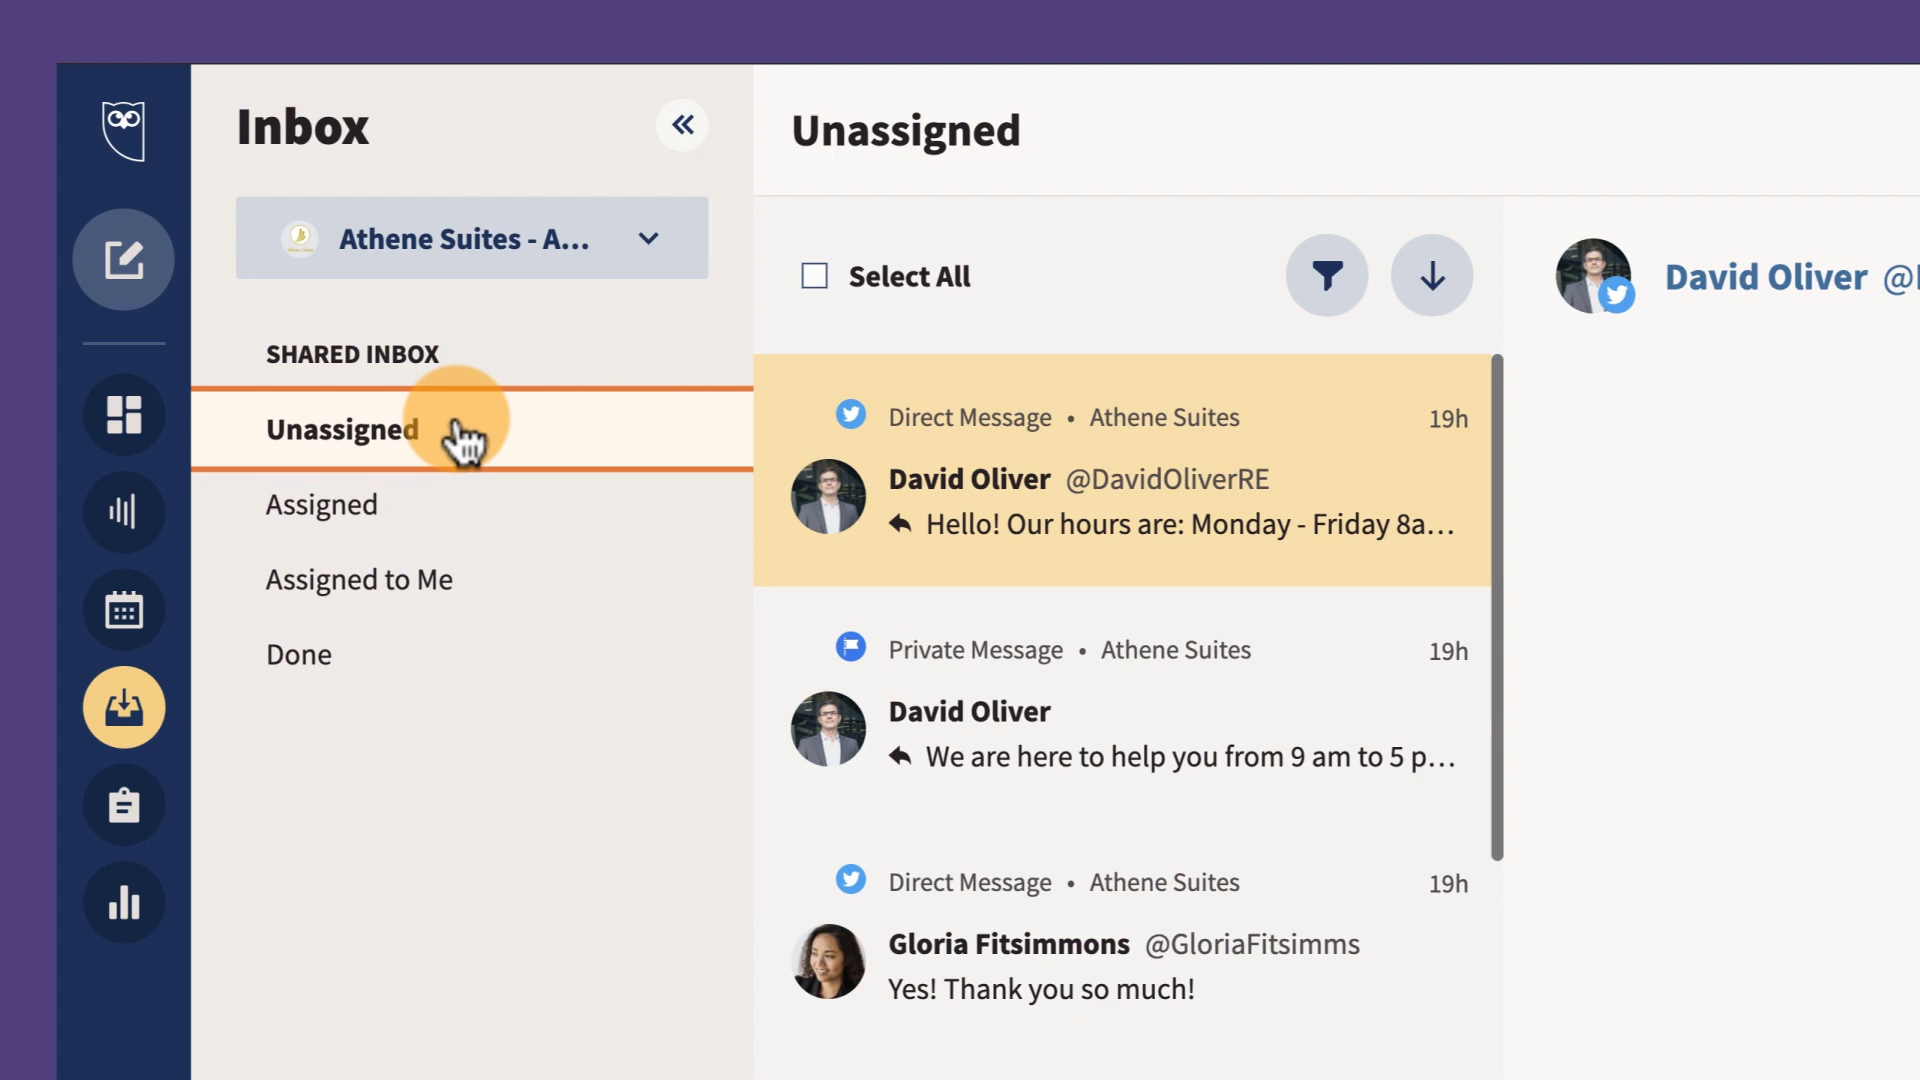 Inbox
Athene Suites - A...
SHARED INBOX
Unassigned
Assigned
Assigned to Me
Done
Unassigned
Select All
Direct Message • Athene Suites 19h
David Oliver @DavidOliverRE
Hello! Our hours are: Monday - Friday 8a...
Private Message • Athene Suites 19h
David Oliver
We are here to help you from 9 am to 5 p...
Direct Message • Athene Suites 19h
Gloria Fitsimmons @GloriaFitsimms
Yes! Thank you so much!
David Oliver @